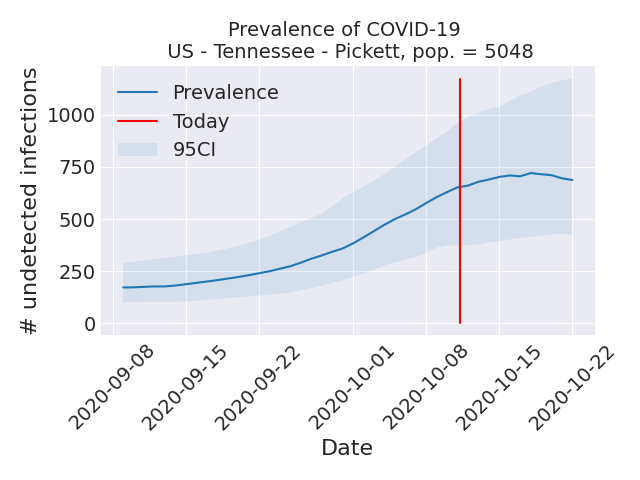 Prevalence of COVID-19
US - Tennessee - Pickett, pop. = 5048
# undetected infections
1000
750
500
250
0
Prevalence
Today
95CI
2020-09-08
2020-09-15
2020-09-22
2020-10-01
2020-10-08
2020-10-15
2020-10-22
Date